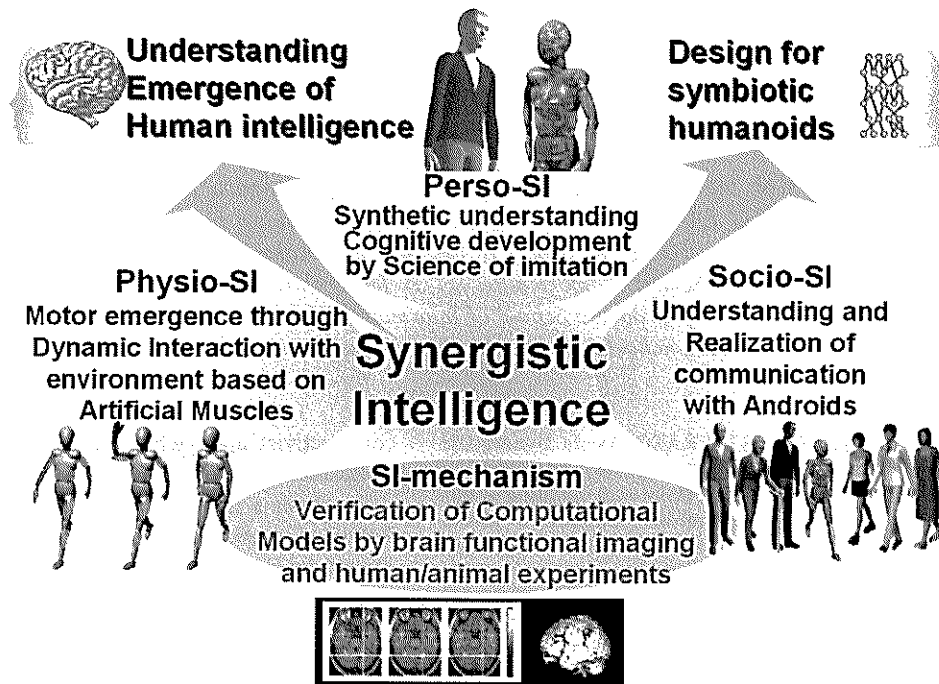 Understanding
Emergence of
Human intelligence
Design for
symbiotic
humanoids
Perso-SI
Synthetic understanding
Cognitive development
by Science of imitation
Physio-SI
Motor emergence through
Dynamic Interaction with
environment based on
Artificial Muscles
Synergistic
Intelligence
Socio-SI
Understanding and
Realization of
communication
with Androids
SI-mechanism
Verification of Computational
Models by brain functional imaging
and human/animal experiments